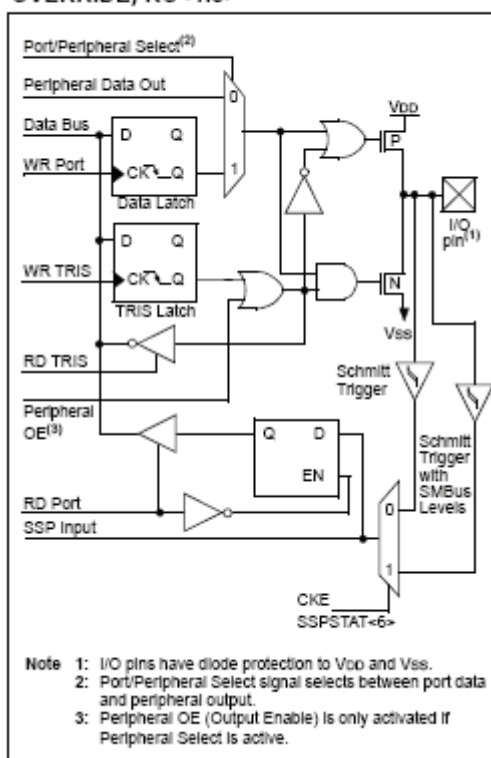 Port/Peripheral Select(2)
Peripheral Data Out
Data Bus
WR Port
D Q
CK Q
Data Latch
0
1
VDD
P
I/O
pin(1)
D Q
WR TRIS
CK Q
TRIS Latch
N
VSS
RD TRIS
Schmitt
Trigger
Peripheral
OE(3)
Q D
EN
Schmitt
Trigger
with
SMBus
Levels
RD Port
SSP Input
0
1
CKE
SSPSTAT<6>
Note 1: I/O pins have diode protection to VDD and VSS.
2: Port/Peripheral Select signal selects between port data
and peripheral output.
3: Peripheral OE (Output Enable) is only activated if
Peripheral Select is active.